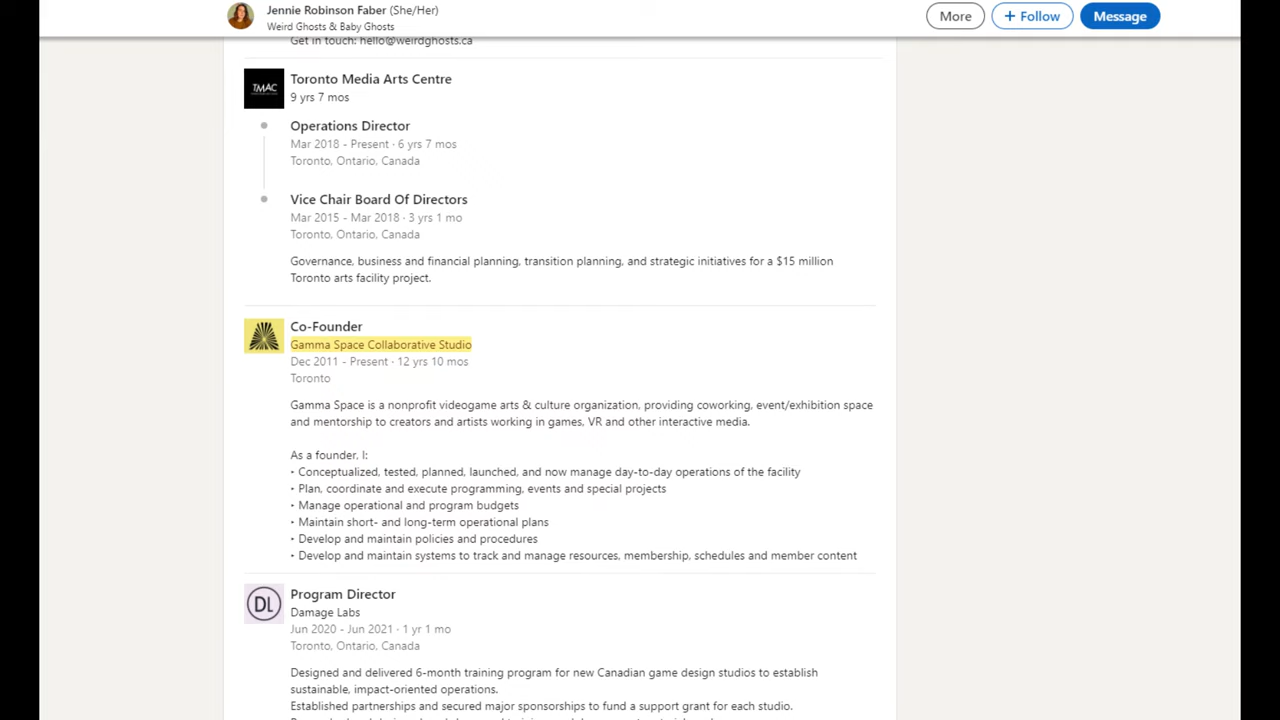 Jennie Robinson Faber (She/Her)
Weird Ghosts & Baby Ghosts
More
+ Follow
Message
Get in touch: hello@weirdghosts.ca
TMAC
Toronto Media Arts Centre
9 yrs 7 mos
Operations Director
Mar 2018 - Present · 6 yrs 7 mos
Toronto, Ontario, Canada
Vice Chair Board Of Directors
Mar 2015 - Mar 2018 · 3 yrs 1 mo
Toronto, Ontario, Canada
Governance, business and financial planning, transition planning, and strategic initiatives for a $15 million
Toronto arts facility project.
Co-Founder
Gamma Space Collaborative Studio
Dec 2011 - Present · 12 yrs 10 mos
Toronto
Gamma Space is a nonprofit videogame arts & culture organization, providing coworking, event/exhibition space
and mentorship to creators and artists working in games, VR and other interactive media.
As a founder, I:
• Conceptualized, tested, planned, launched, and now manage day-to-day operations of the facility
• Plan, coordinate and execute programming, events and special projects
• Manage operational and program budgets
• Maintain short- and long-term operational plans
• Develop and maintain policies and procedures
• Develop and maintain systems to track and manage resources, membership, schedules and member content
DL
Program Director
Damage Labs
Jun 2020 - Jun 2021 · 1 yr 1 mo
Toronto, Ontario, Canada
Designed and delivered 6-month training program for new Canadian game design studios to establish
sustainable, impact-oriented operations.
Established partnerships and secured major sponsorships to fund a support grant for each studio.